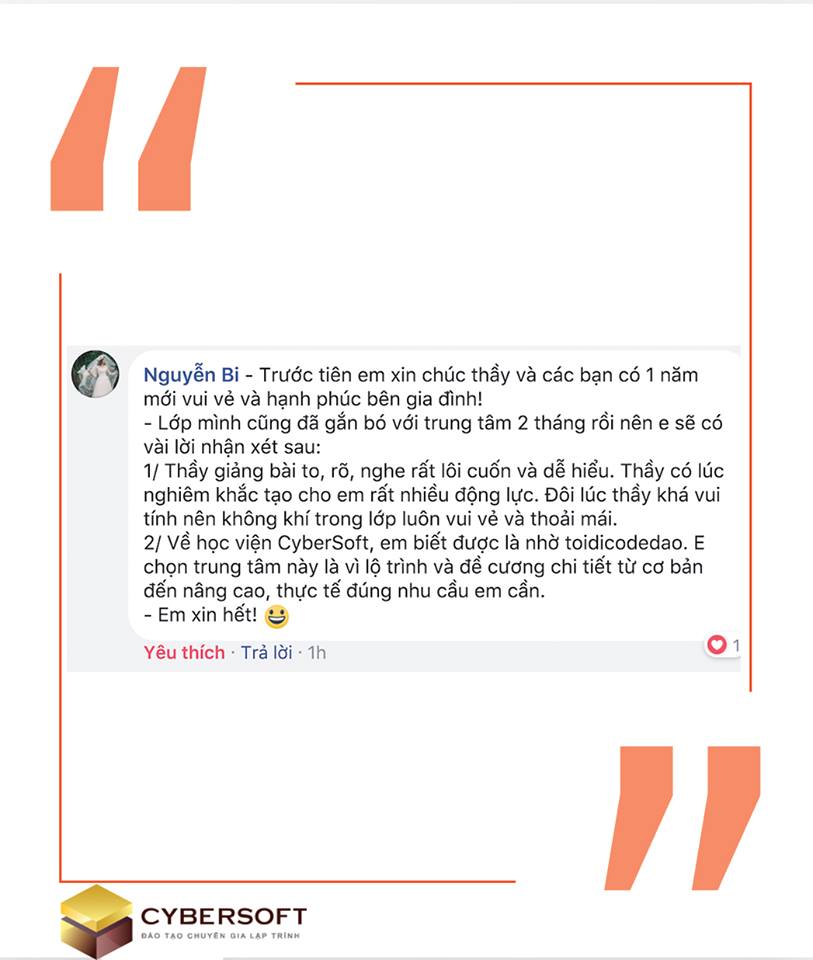 Nguyễn Bi - Trước tiên em xin chúc thầy và các bạn có 1 năm
mới vui vẻ và hạnh phúc bên gia đình!
- Lớp mình cũng đã gắn bó với trung tâm 2 tháng rồi nên e sẽ có
vài lời nhận xét sau:
1/ Thầy giảng bài to, rõ, nghe rất lôi cuốn và dễ hiểu. Thầy có lúc
nghiêm khắc tạo cho em rất nhiều động lực. Đôi lúc thầy khá vui
tính nên không khí trong lớp luôn vui vẻ và thoải mái.
2/ Về học viện CyberSoft, em biết được là nhờ toidicodedao. E
chọn trung tâm này là vì lộ trình và đề cương chi tiết từ cơ bản
đến nâng cao, thực tế đúng nhu cầu em cần.
- Em xin hết! 😃
Yêu thích · Trả lời · 1h
1
CYBERSOFT
ĐÀO TẠO CHUYÊN GIA LẬP TRÌNH